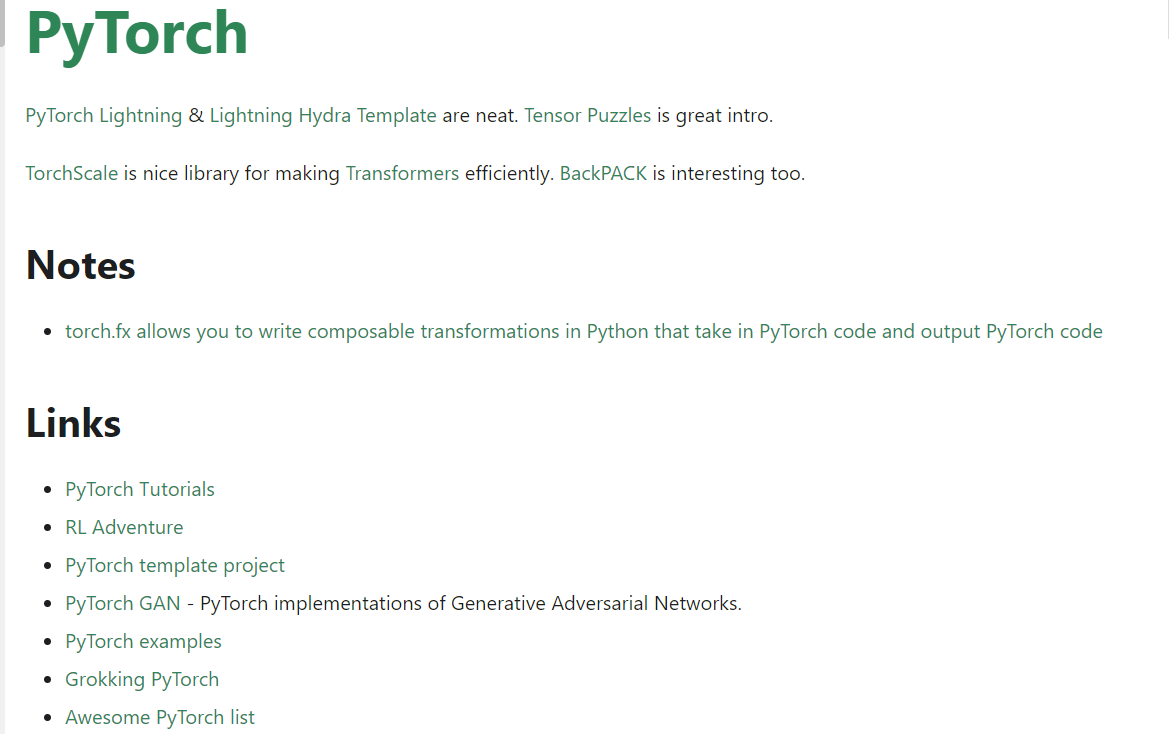 PyTorch
PyTorch Lightning & Lightning Hydra Template are neat. Tensor Puzzles is great intro.
TorchScale is nice library for making Transformers efficiently. BackPACK is interesting too.
Notes
• torch.fx allows you to write composable transformations in Python that take in PyTorch code and output PyTorch code
Links
• PyTorch Tutorials
• RL Adventure
• PyTorch template project
• PyTorch GAN - PyTorch implementations of Generative Adversarial Networks.
• PyTorch examples
• Grokking PyTorch
• Awesome PyTorch list